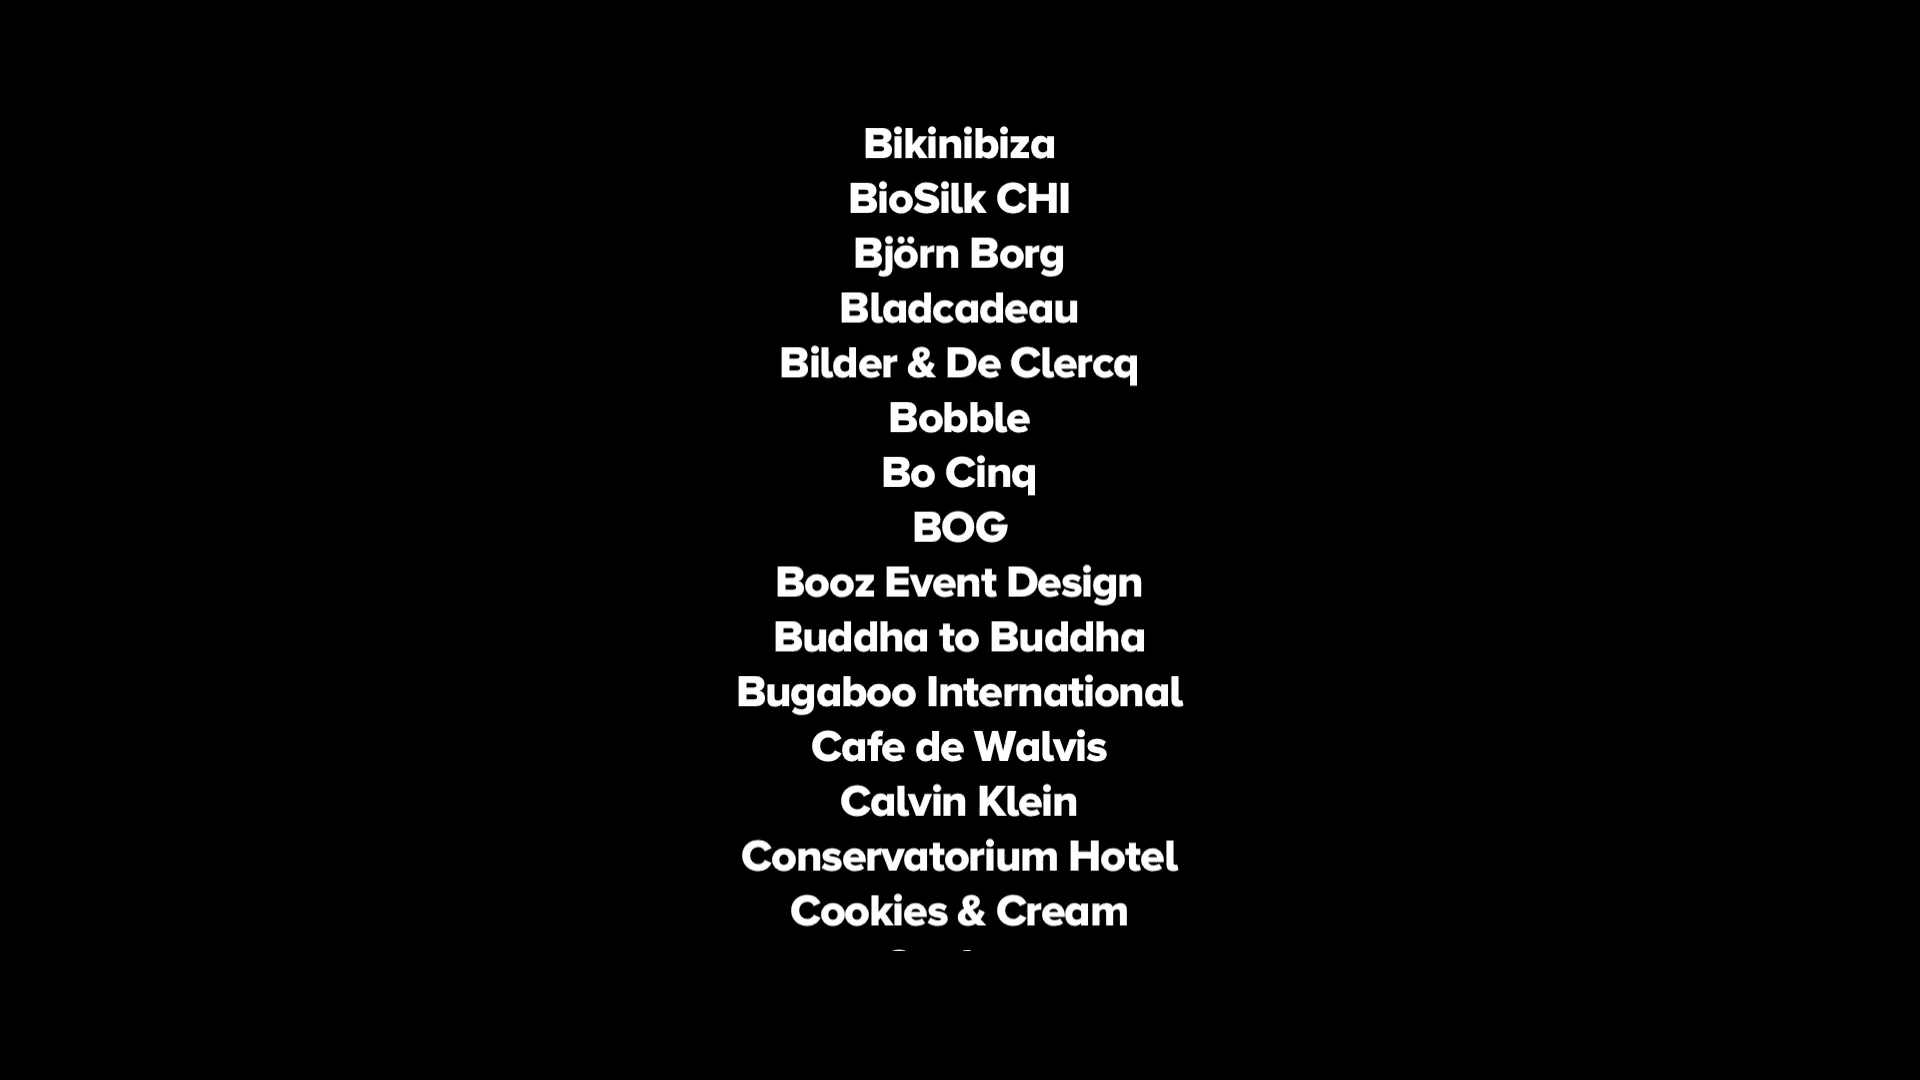 Bikinibiza
BioSilk CHI
Björn Borg
Bladcadeau
Bilder & De Clercq
Bobble
Bo Cinq
BOG
Booz Event Design
Buddha to Buddha
Bugaboo International
Cafe de Walvis
Calvin Klein
Conservatorium Hotel
Cookies & Cream